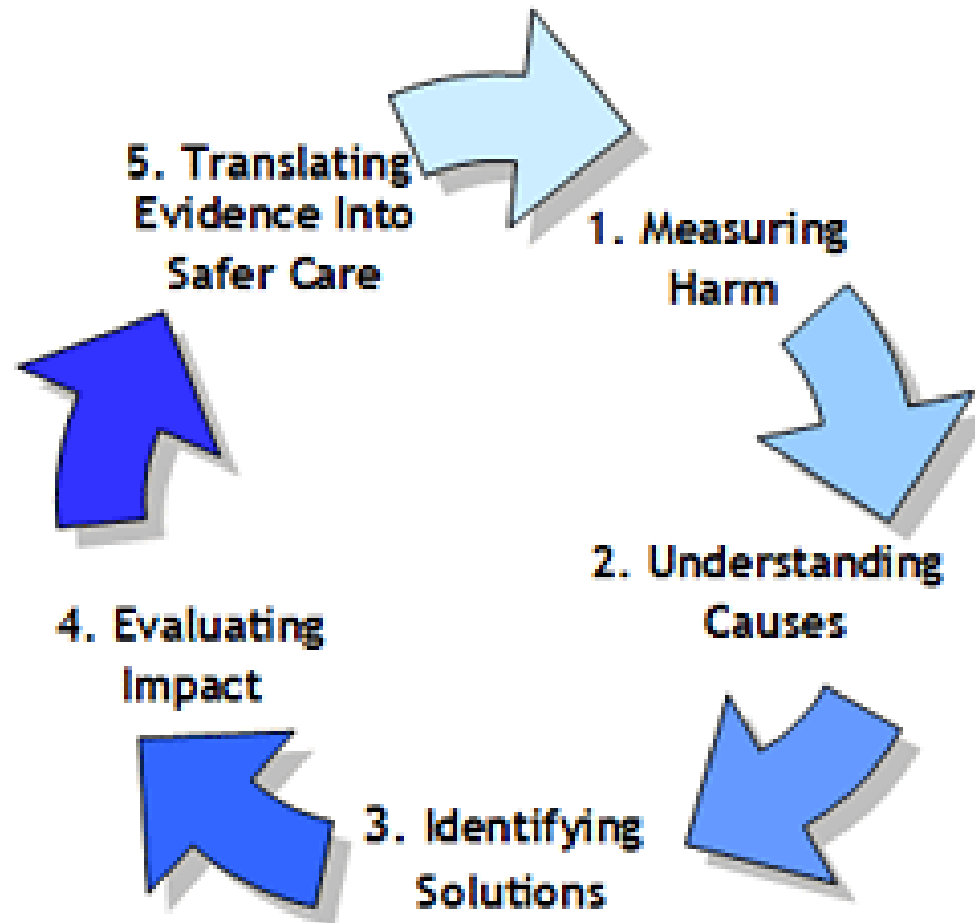 1. Measuring
Harm
2. Understanding
Causes
3. Identifying
Solutions
4. Evaluating
Impact
5. Translating
Evidence Into
Safer Care